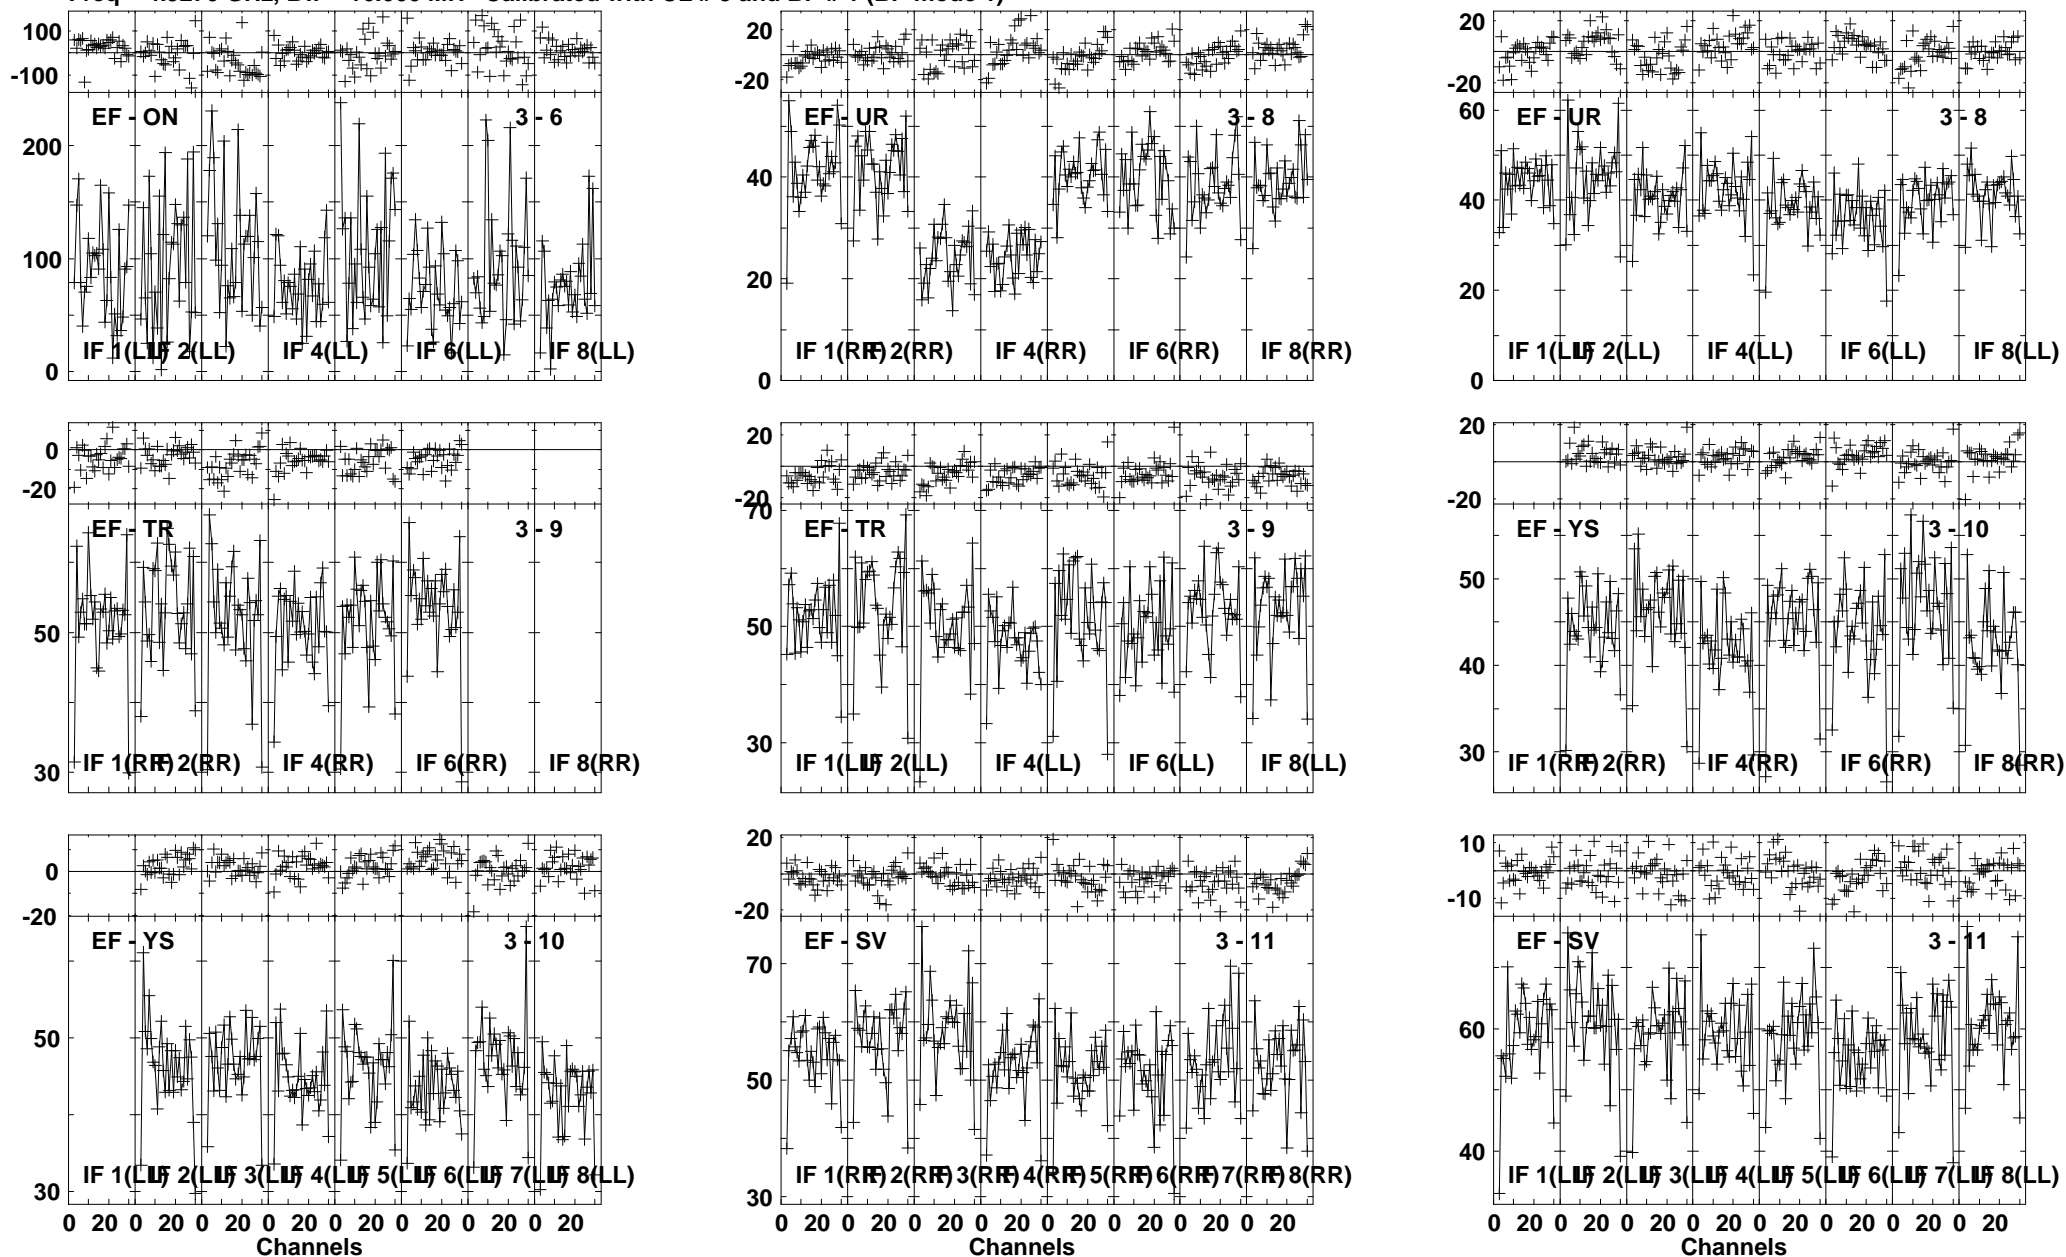 100
-100
EF - ON 3 - 6
200
100
0
IF 1(LL) IF 2(LL) IF 4(LL) IF 6(LL) IF 8(LL)
20
-20
EF - UR 3 - 8
40
20
0
IF 1(RR) IF 2(RR) IF 4(RR) IF 6(RR) IF 8(RR)
20
-20
60
EF - UR 3 - 8
40
20
0
IF 1(LL) IF 2(LL) IF 4(LL) IF 6(LL) IF 8(LL)
0
-20
EF - TR 3 - 9
50
30
IF 1(RR) IF 2(RR) IF 4(RR) IF 6(RR) IF 8(RR)
20
-20
70
EF - TR 3 - 9
50
30
IF 1(LL) IF 2(LL) IF 4(LL) IF 6(LL) IF 8(LL)
20
-20
EF - YS 3 - 10
50
40
30
IF 1(RR) IF 2(RR) IF 4(RR) IF 6(RR) IF 8(RR)
0
-20
EF - YS 3 - 10
50
30
IF 1(LL) IF 2(LL) IF 3(LL) IF 4(LL) IF 5(LL) IF 6(LL) IF 7(LL) IF 8(LL)
0 20 0 20 0 20 0 20 0 20 0 20 0 20 0 20
Channels
20
-20
EF - SV 3 - 11
70
50
30
IF 1(RR) IF 2(RR) IF 3(RR) IF 4(RR) IF 5(RR) IF 6(RR) IF 7(RR) IF 8(RR)
0 20 0 20 0 20 0 20 0 20 0 20 0 20 0 20
Channels
10
-10
EF - SV 3 - 11
60
40
IF 1(LL) IF 2(LL) IF 3(LL) IF 4(LL) IF 5(LL) IF 6(LL) IF 7(LL) IF 8(LL)
0 20 0 20 0 20 0 20 0 20 0 20 0 20 0 20
Channels